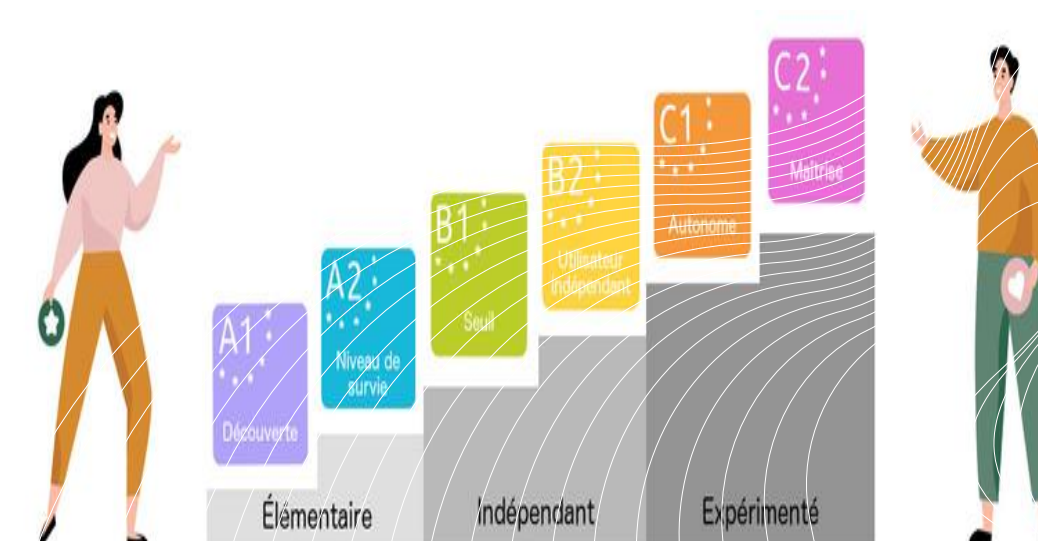 A1
Découverte
A2
Niveau de
survie
B1
Seuil
B2
Utilisateur
indépendant
C1
Autonome
C2
Maîtrise
Élémentaire
Indépendant
Expérimenté